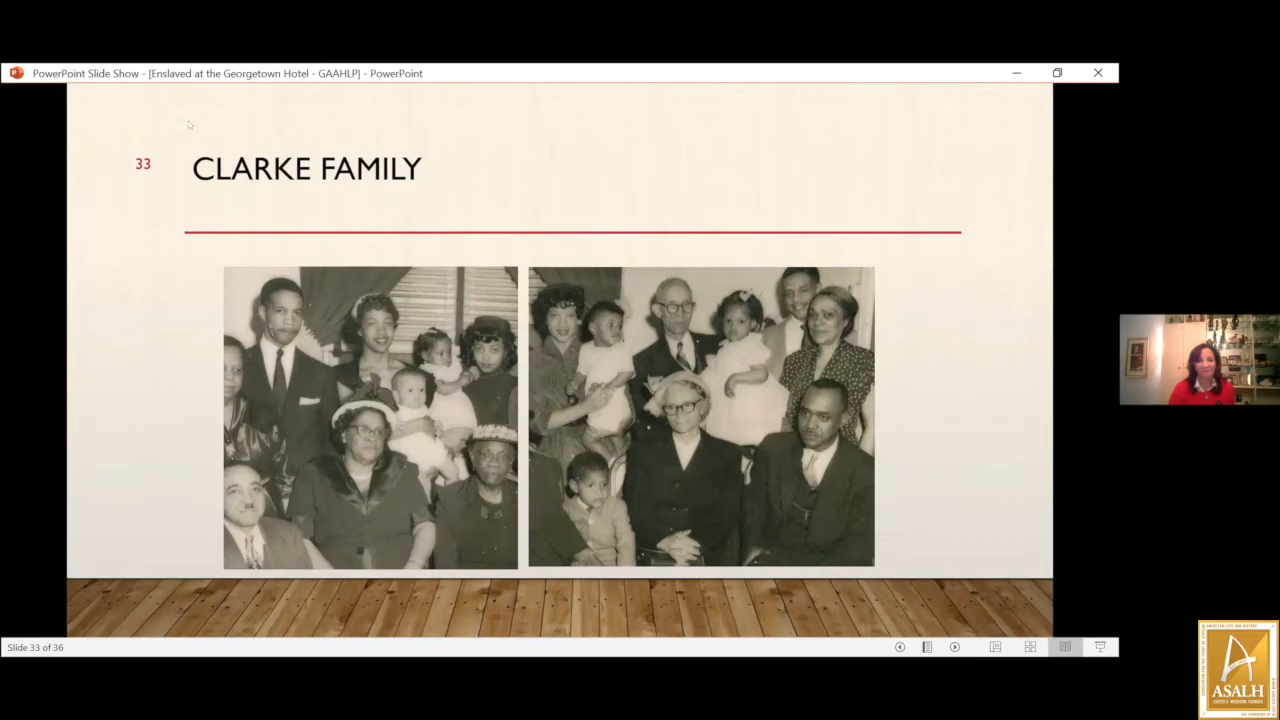 PowerPoint Slide Show - [Enslaved at the Georgetown Hotel - GAAHLP] - PowerPoint
33
CLARKE FAMILY
Slide 33 of 36
ASALH